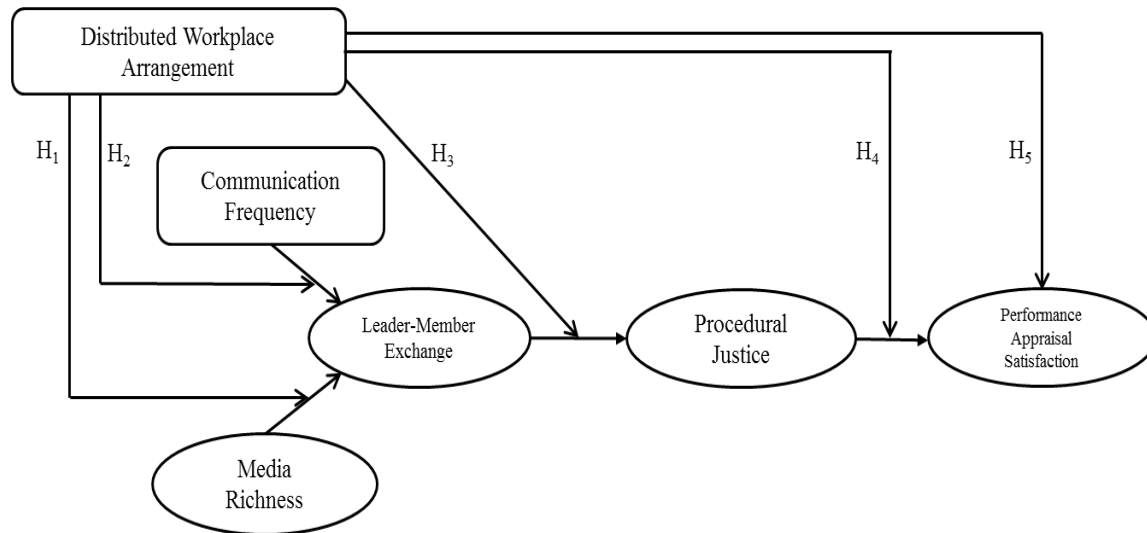 Distributed Workplace
Arrangement
H₁
H₂
H₃
H₄
H₅
Communication
Frequency
Leader-Member
Exchange
Procedural
Justice
Performance
Appraisal
Satisfaction
Media
Richness